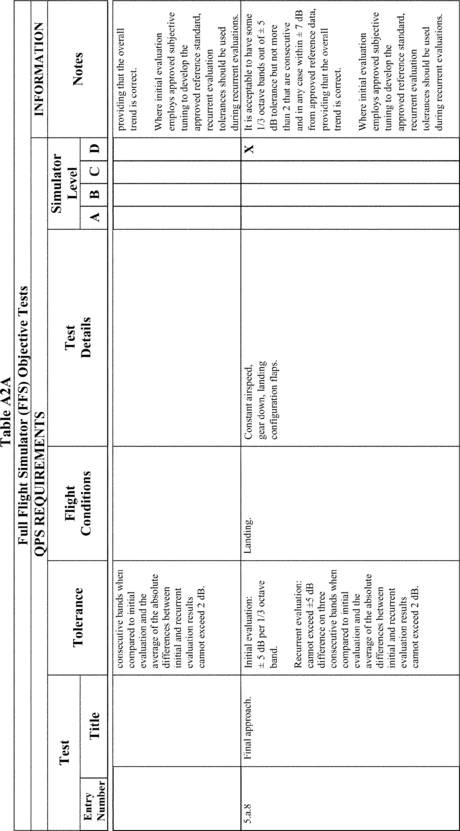 Table A2A
Full Flight Simulator (FFS) Objective Tests
QPS REQUIREMENTS
INFORMATION
Test
Tolerance
Flight
Conditions
Test
Details
Simulator
Level
Notes
Entry
Number
Title
A
B
C
D
consecutive bands when
compared to initial
evaluation and the
average of the absolute
differences between
initial and recurrent
evaluation results
cannot exceed 2 dB.
providing that the overall
trend is correct.
Where initial evaluation
employs approved subjective
tuning to develop the
approved reference standard,
recurrent evaluation
tolerances should be used
during recurrent evaluations.
5.a.8
Final approach.
Initial evaluation:
± 5 dB per 1/3 octave
band.
Recurrent evaluation:
cannot exceed ±5 dB
difference on three
consecutive bands when
compared to initial
evaluation and the
average of the absolute
differences between
initial and recurrent
evaluation results
cannot exceed 2 dB.
Landing.
Constant airspeed,
gear down, landing
configuration flaps.
X
It is acceptable to have some
1/3 octave bands out of ± 5
dB tolerance but not more
than 2 that are consecutive
and in any case within ± 7 dB
from approved reference data,
providing that the overall
trend is correct.
Where initial evaluation
employs approved subjective
tuning to develop the
approved reference standard,
recurrent evaluation
tolerances should be used
during recurrent evaluations.